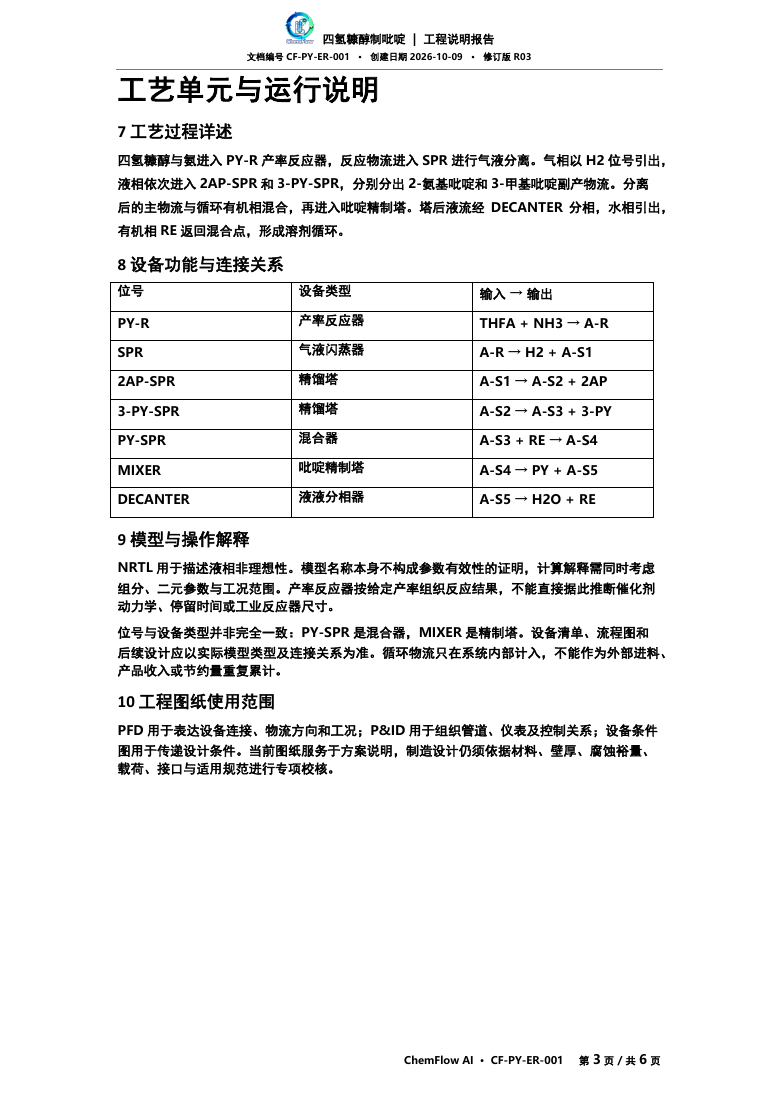 ChemFlow
四氢糠醇制吡啶 | 工程说明报告
文档编号 CF-PY-ER-001 • 创建日期 2026-10-09 • 修订版 R03
工艺单元与运行说明
7 工艺过程详述
四氢糠醇与氨进入 PY-R 产率反应器，反应物流进入 SPR 进行气液分离。气相以 H2 位号引出，
液相依次进入 2AP-SPR 和 3-PY-SPR，分别分出 2-氨基吡啶和 3-甲基吡啶副产物流。分离
后的主物流与循环有机相混合，再进入吡啶精制塔。塔后液流经 DECANTER 分相，水相引出，
有机相 RE 返回混合点，形成溶剂循环。
8 设备功能与连接关系
位号 设备类型 输入 → 输出
PY-R 产率反应器 THFA + NH3 → A-R
SPR 气液闪蒸器 A-R → H2 + A-S1
2AP-SPR 精馏塔 A-S1 → A-S2 + 2AP
3-PY-SPR 精馏塔 A-S2 → A-S3 + 3-PY
PY-SPR 混合器 A-S3 + RE → A-S4
MIXER 吡啶精制塔 A-S4 → PY + A-S5
DECANTER 液液分相器 A-S5 → H2O + RE
9 模型与操作解释
NRTL 用于描述液相非理想性。模型名称本身不构成参数有效性的证明，计算解释需同时考虑
组分、二元参数与工况范围。产率反应器按给定产率组织反应结果，不能直接据此推断催化剂
动力学、停留时间或工业反应器尺寸。
位号与设备类型并非完全一致：PY-SPR 是混合器，MIXER 是精制塔。设备清单、流程图和
后续设计应以实际模型类型及连接关系为准。循环物流只在系统内部计入，不能作为外部进料、
产品收入或节约量重复累计。
10 工程图纸使用范围
PFD 用于表达设备连接、物流方向和工况；P&ID 用于组织管道、仪表及控制关系；设备条件
图用于传递设计条件。当前图纸服务于方案说明，制造设计仍须依据材料、壁厚、腐蚀裕量、
载荷、接口与适用规范进行专项校核。
ChemFlow AI • CF-PY-ER-001 第 3 页 / 共 6 页